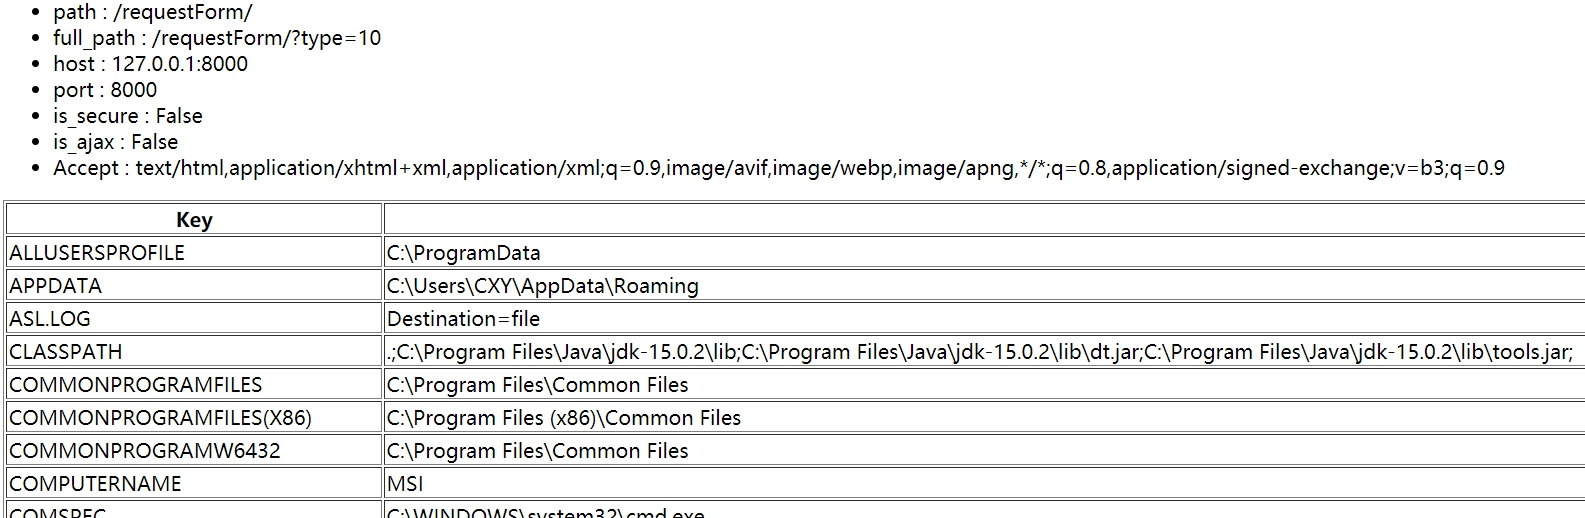 path : /requestForm/
full_path : /requestForm/?type=10
host : 127.0.0.1:8000
port : 8000
is_secure : False
is_ajax : False
Accept : text/html,application/xhtml+xml,application/xml;q=0.9,image/avif,image/webp,image/apng,*/*;q=0.8,application/signed-exchange;v=b3;q=0.9
Key
ALLUSERSPROFILE C:\ProgramData
APPDATA C:\Users\CXY\AppData\Roaming
ASL.LOG Destination=file
CLASSPATH .;C:\Program Files\Java\jdk-15.0.2\lib;C:\Program Files\Java\jdk-15.0.2\lib\dt.jar;C:\Program Files\Java\jdk-15.0.2\lib\tools.jar;
COMMONPROGRAMFILES C:\Program Files\Common Files
COMMONPROGRAMFILES(X86) C:\Program Files (x86)\Common Files
COMMONPROGRAMW6432 C:\Program Files\Common Files
COMPUTERNAME MSI
COMSPEC C:\WINDOWS\system32\cmd.exe